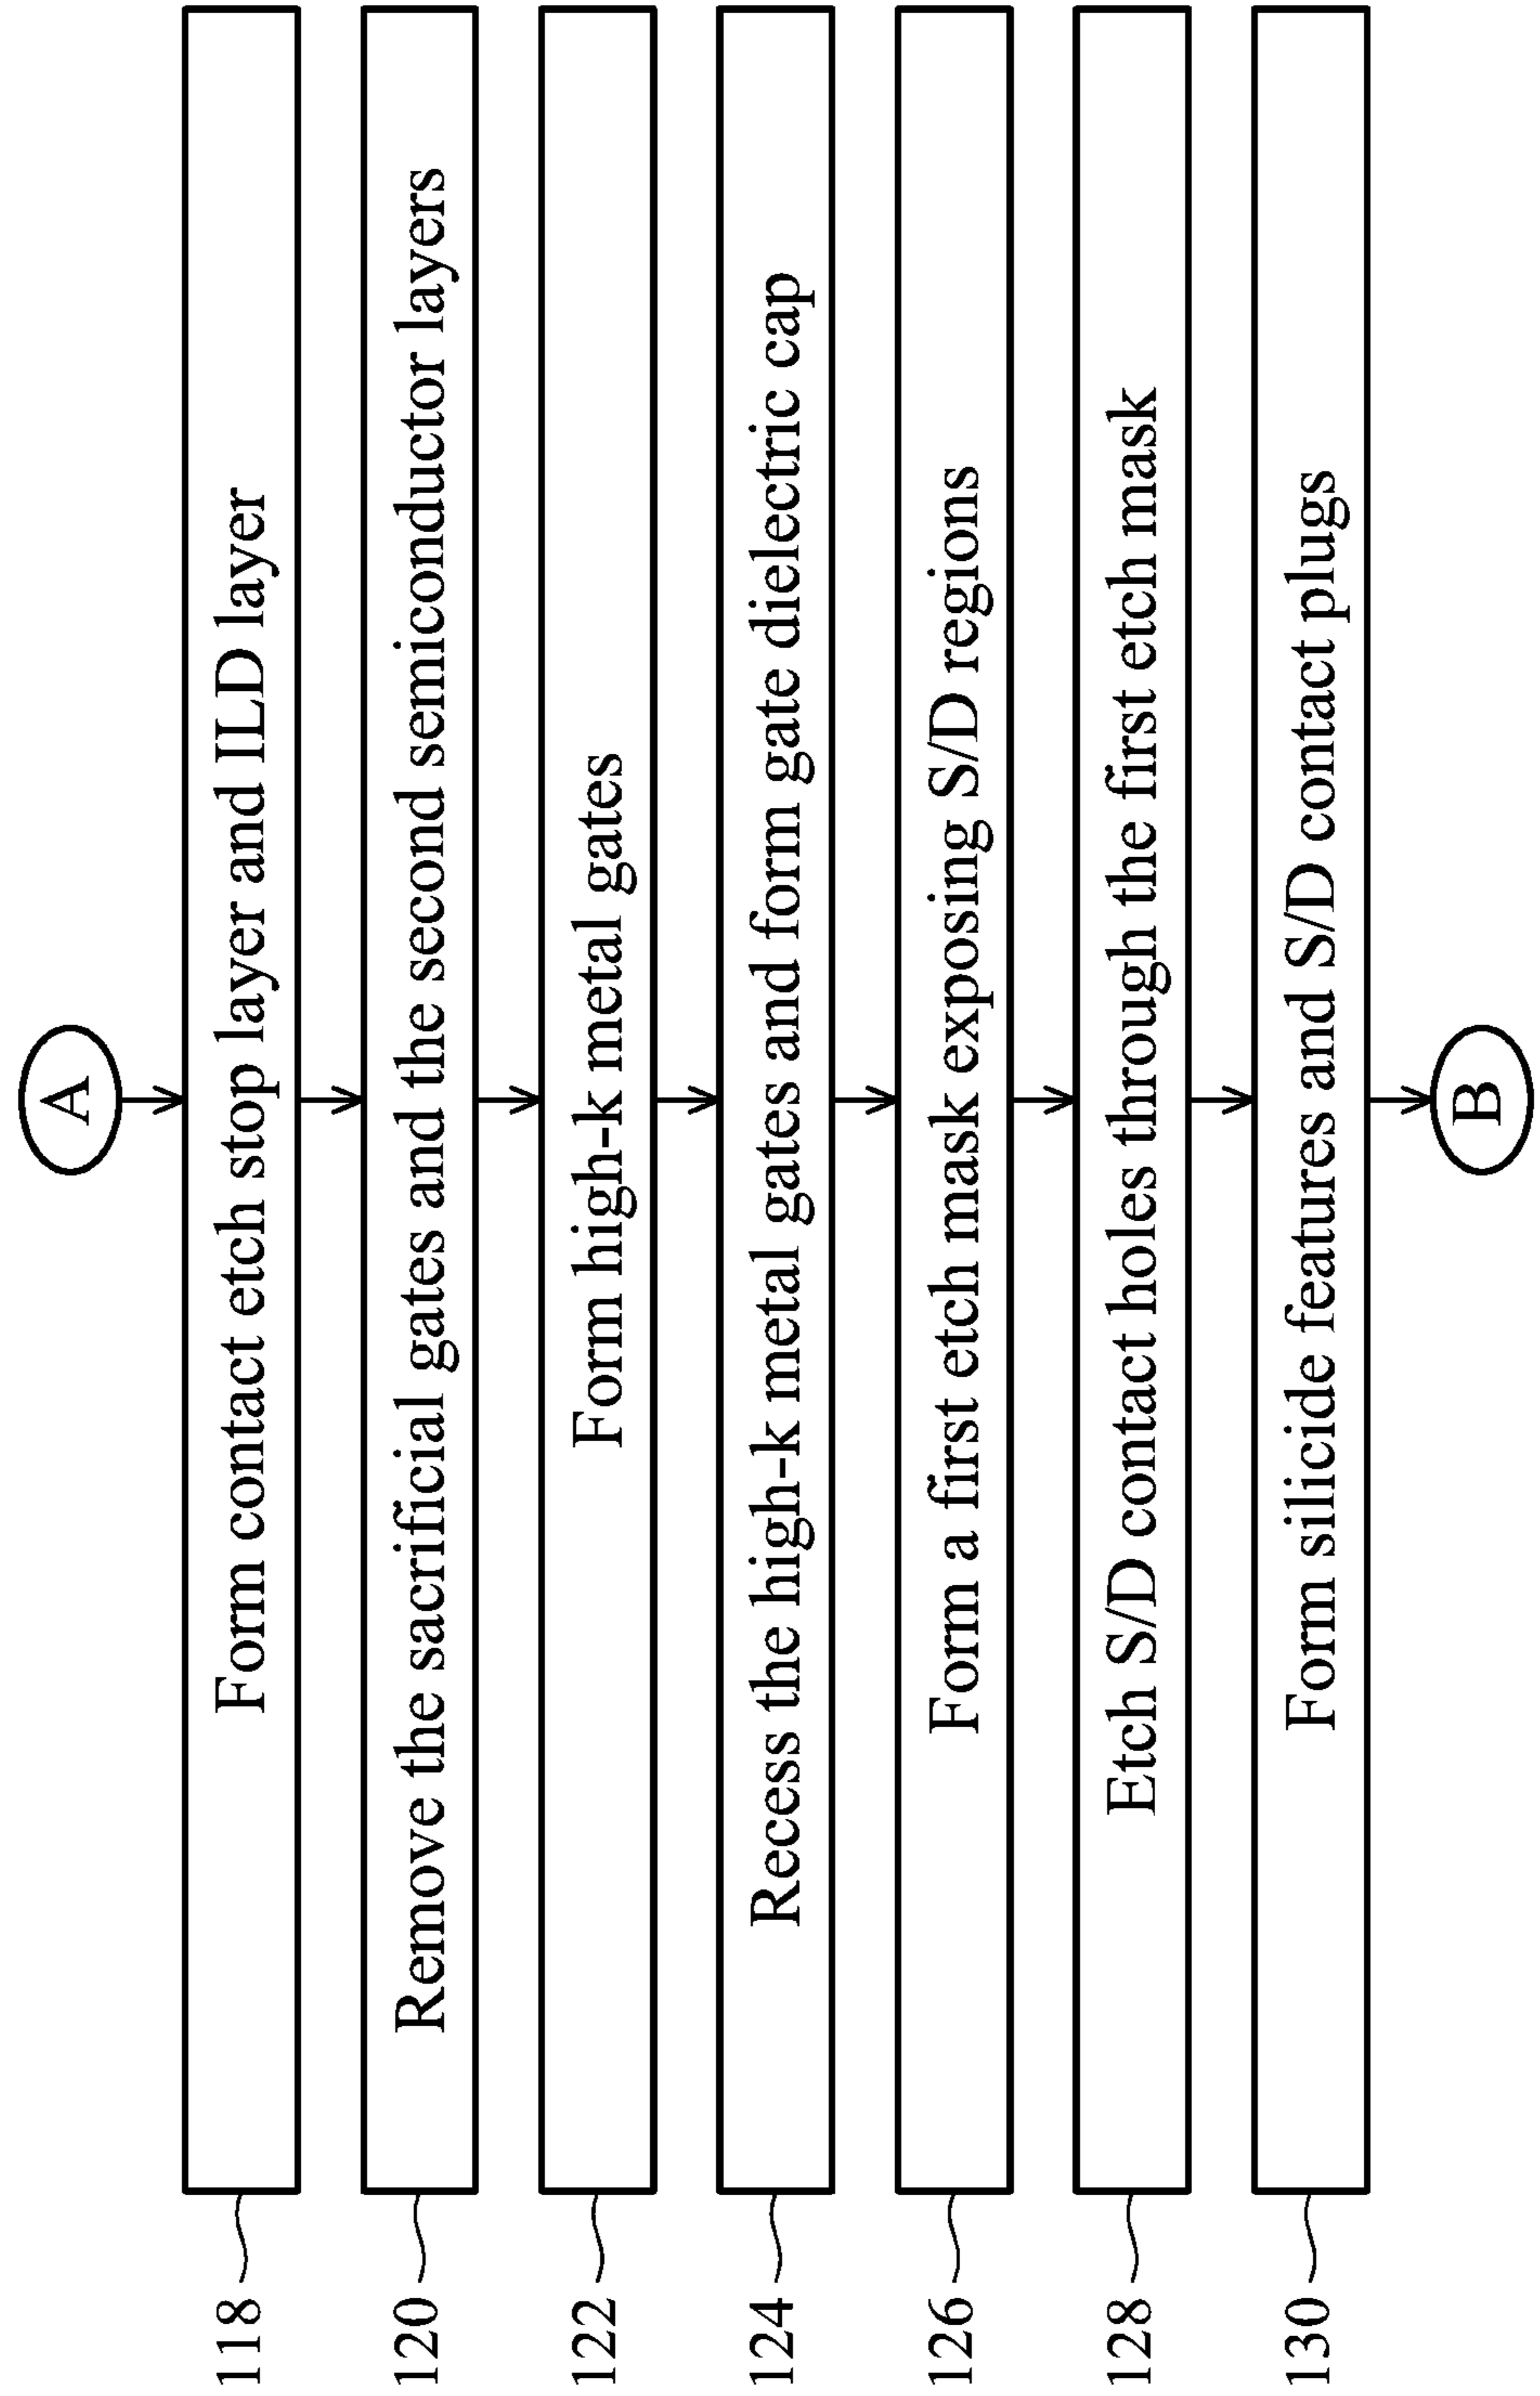 A
118 Form contact etch stop layer and ILD layer
120 Remove the sacrificial gates and the second semiconductor layers
122 Form high-k metal gates
124 Recess the high-k metal gates and form gate dielectric cap
126 Form a first etch mask exposing S/D regions
128 Etch S/D contact holes through the first etch mask
130 Form silicide features and S/D contact plugs
B